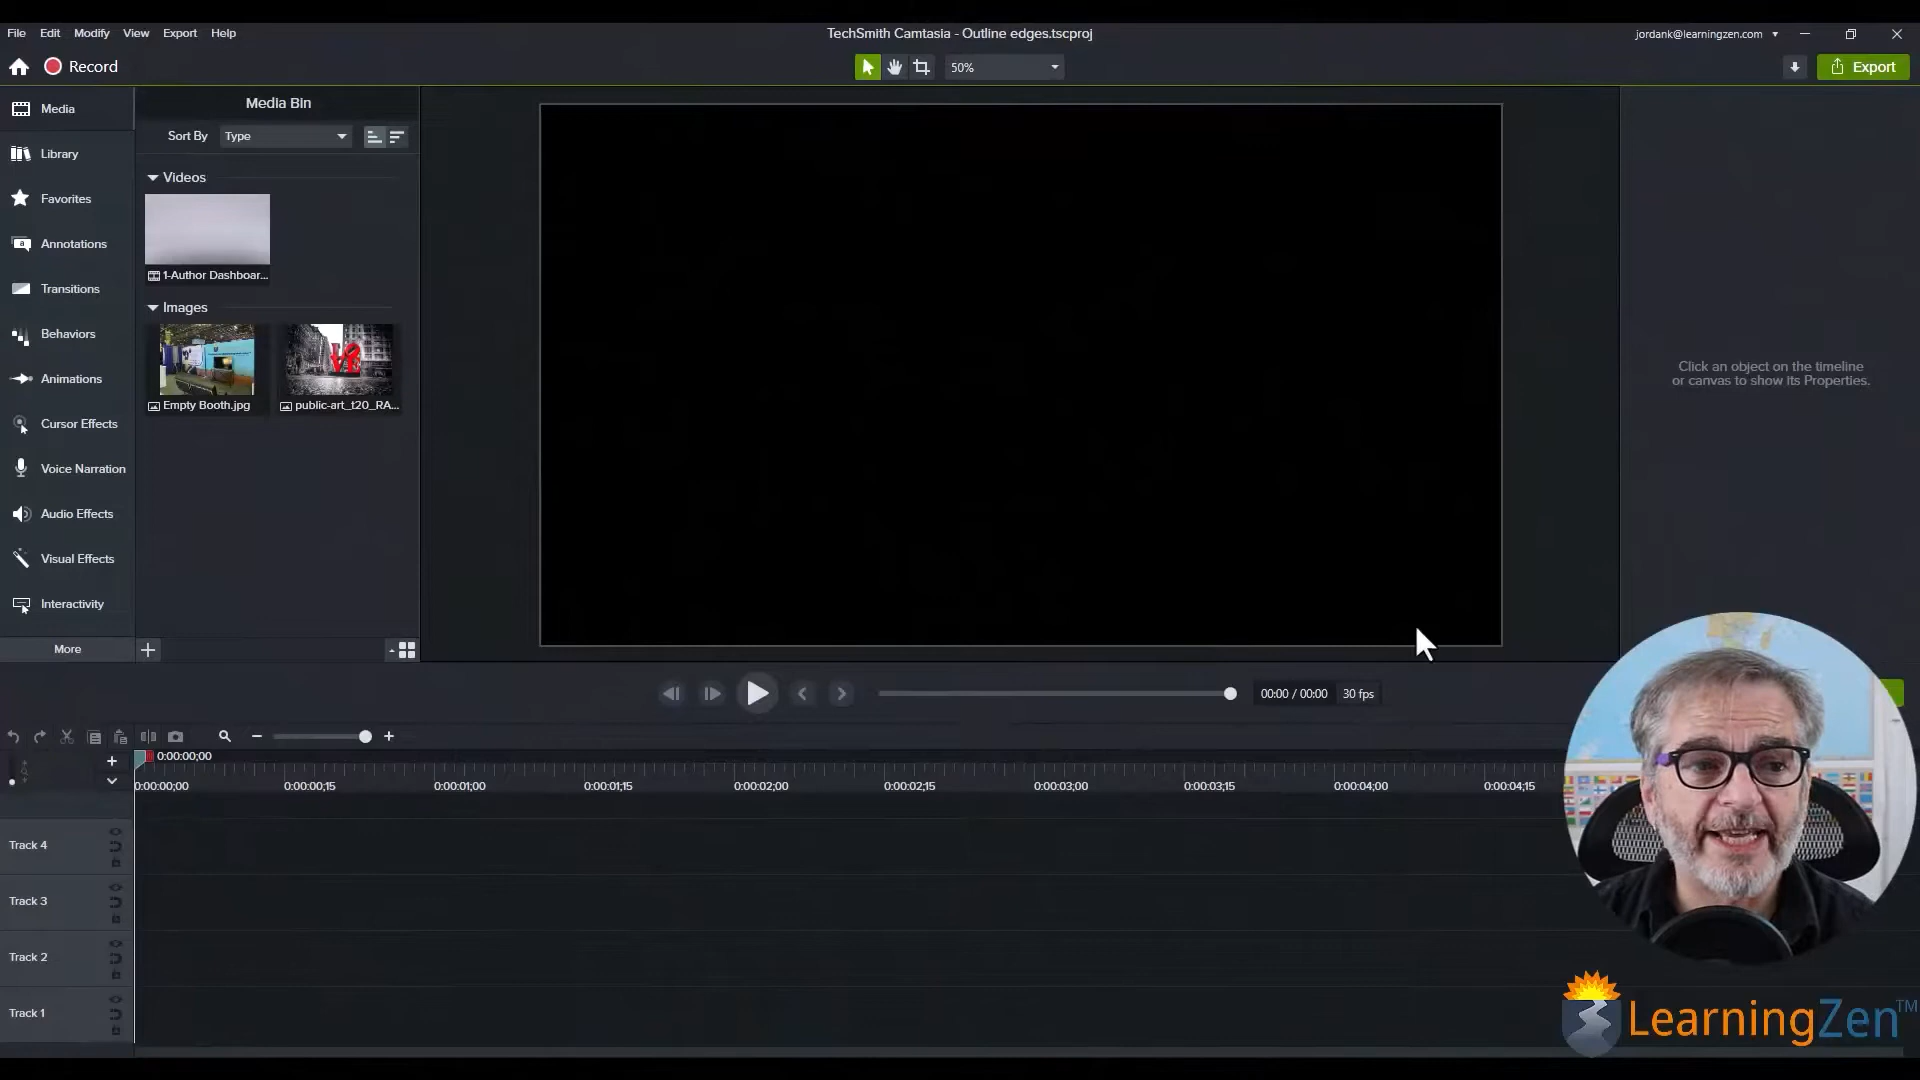 File Edit Modify View Export Help
TechSmith Camtasia - Outline edges.tscproj
jordank@learningzen.com
Record
50%
Export
Media
Library
Favorites
Annotations
Transitions
Behaviors
Animations
Cursor Effects
Voice Narration
Audio Effects
Visual Effects
Interactivity
More
Media Bin
Sort By Type
Videos
1-Author Dashboar...
Images
Empty Booth.jpg
public-art_t20_RA...
Click an object on the timeline
or canvas to show its Properties.
00:00 / 00:00 30 fps
0:00:00;00
0:00:00;00 0:00:00;15 0:00:01;00 0:00:01;15 0:00:02;00 0:00:02;15 0:00:03;00 0:00:03;15 0:00:04;00 0:00:04;15
Track 4
Track 3
Track 2
Track 1
LearningZen™